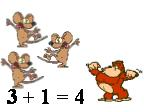 3 + 1 = 4